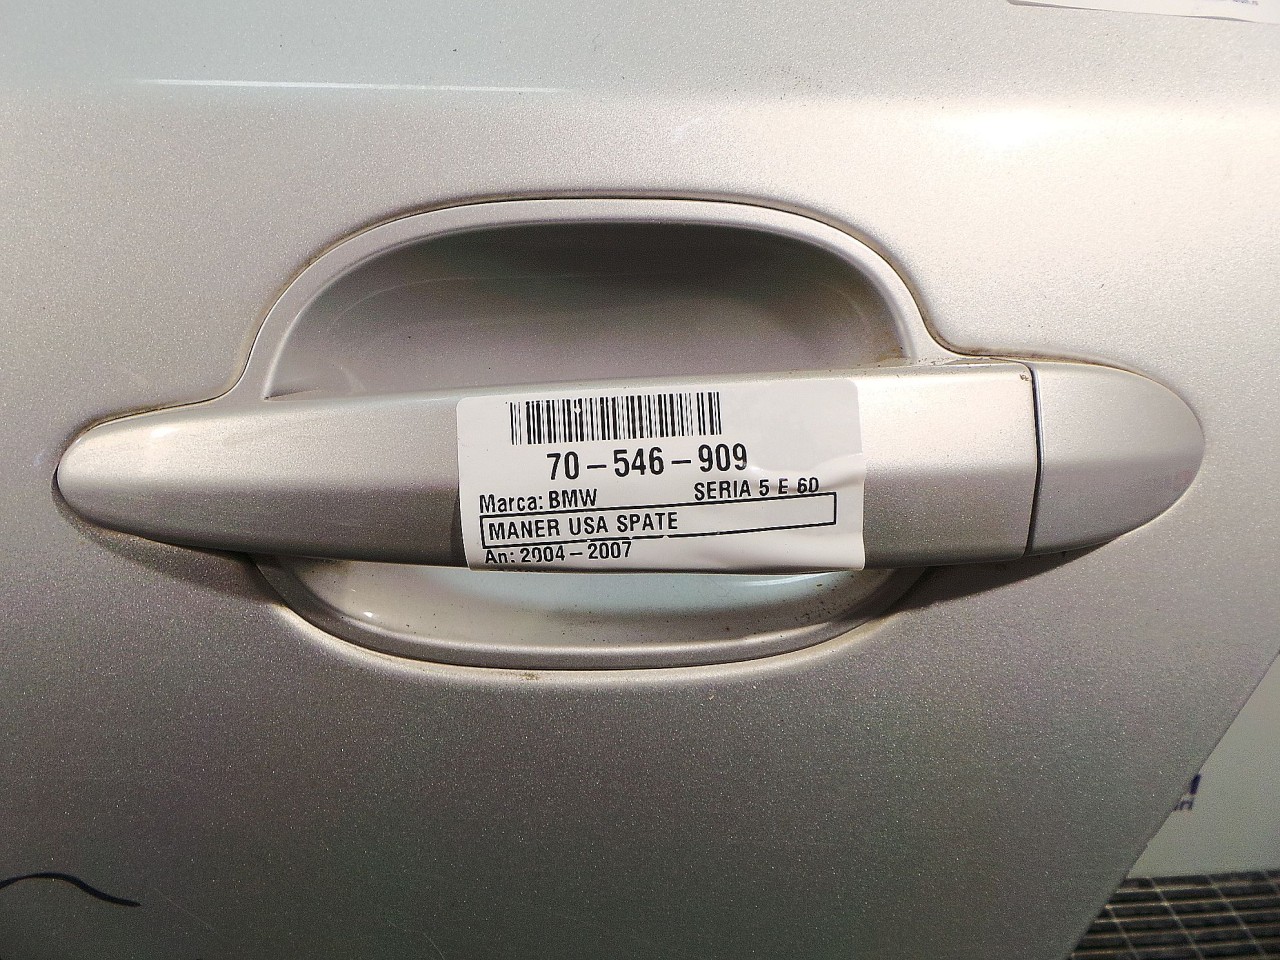 70-546-909
Marca: BMW SERIA 5 E 60
MANER USA SPATE
An: 2004-2007